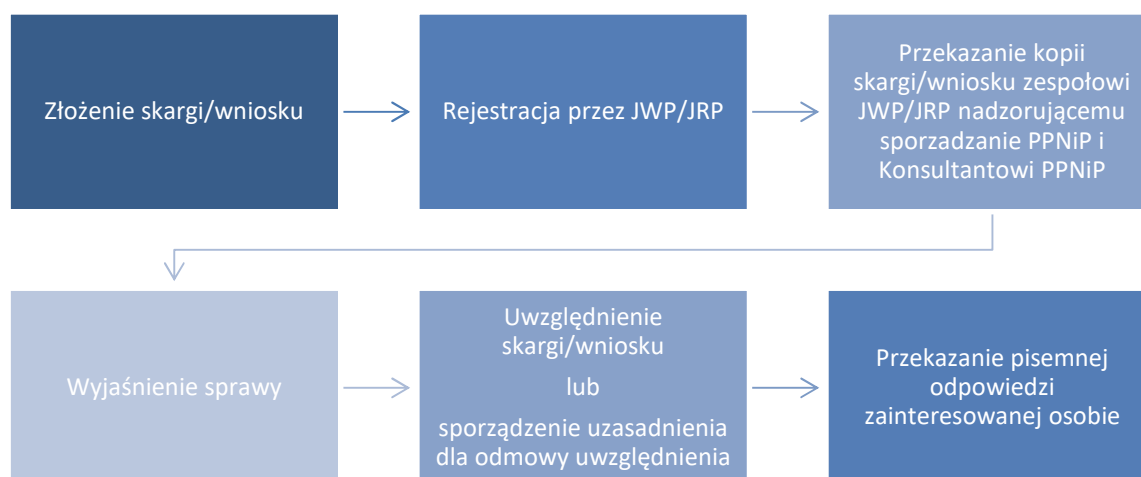 Złożenie skargi/wniosku
Rejestracja przez JWP/JRP
Przekazanie kopii
skargi/wniosku zespołowi
JWP/JRP nadzorującemu
sporzadzanie PPNiP i
Konsultantowi PPNiP
Wyjaśnienie sprawy
Uwzględnienie
skargi/wniosku
lub
sporządzenie uzasadnienia
dla odmowy uwzględnienia
Przekazanie pisemnej
odpowiedzi
zainteresowanej osobie